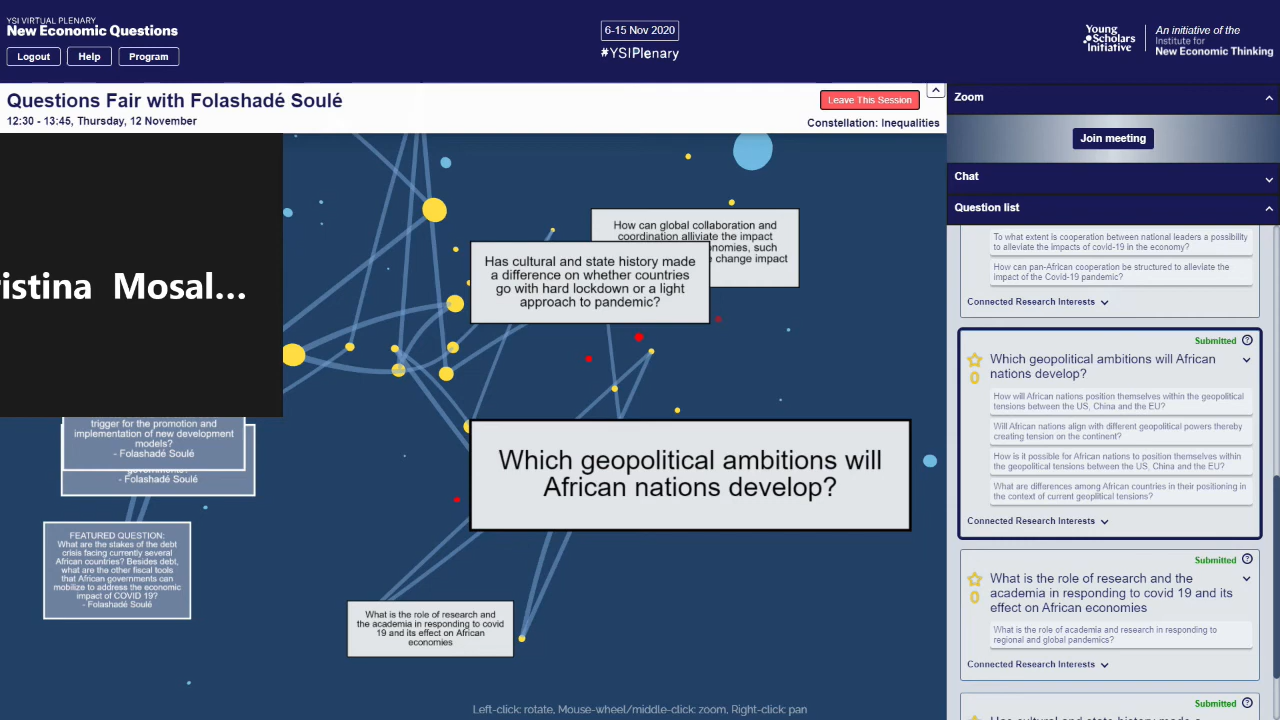 YSI VIRTUAL PLENARY
New Economic Questions
Logout
Help
Program
6-15 Nov 2020
#YSIPlenary
Young
Scholars
Initiative
An initiative of the
Institute for
New Economic Thinking
Questions Fair with Folashadé Soulé
12:30 - 13:45, Thursday, 12 November
Leave This Session
Constellation: Inequalities
ristina Mosal...
How can global collaboration and
coordination alliviate the impact
such
change impact
Has cultural and state history made
a difference on whether countries
go with hard lockdown or a light
approach to pandemic?
Which geopolitical ambitions will
African nations develop?
trigger for the promotion and
implementation of new development
models?
- Folashadé Soulé
- Folashadé Soulé
FEATURED QUESTION:
What are the stakes of the debt
crisis facing currently several
African countries? Besides debt,
what are the other fiscal tools
that African governments can
mobilize to address the economic
impact of COVID 19?
- Folashadé Soulé
What is the role of research and
the academia in responding to covid
19 and its effect on African
economies
Left-click: rotate, Mouse-wheel/middle-click: zoom, Right-click: pan
Zoom
Join meeting
Chat
Question list
To what extent is cooperation between national leaders a possibility
to alleviate the impacts of covid-19 in the economy?
How can pan-African cooperation be structured to alleviate the
impact of the Covid-19 pandemic?
Connected Research Interests
Submitted
Which geopolitical ambitions will African
nations develop?
0
How will African nations position themselves within the geopolitical
tensions between the US, China and the EU?
Will African nations align with different geopolitical powers thereby
creating tension on the continent?
How is it possible for African nations to position themselves within
the geopolitical tensions between the US, China and the EU?
What are differences among African countries in their positioning in
the context of current geoplitical tensions?
Connected Research Interests
Submitted
What is the role of research and the
academia in responding to covid 19 and its
effect on African economies
0
What is the role of academia and research in responding to
regional and global pandemics?
Connected Research Interests
Submitted
Has cultural and state history made a